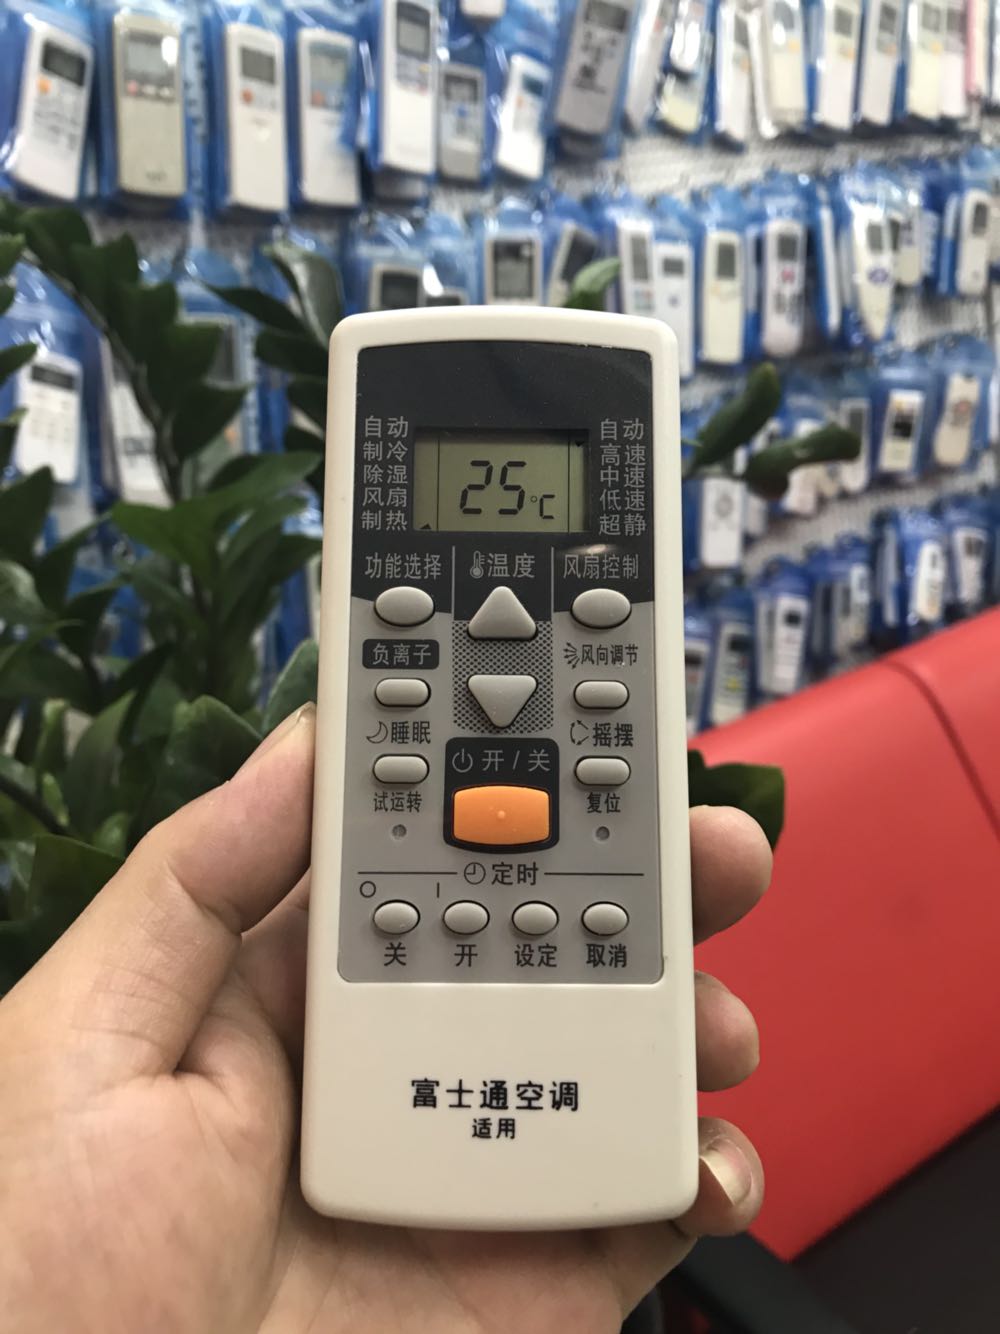 自动
制冷
除湿
风扇
制热
25°C
自动
高速
中速
低速
超静
功能选择
温度
风扇控制
负离子
风向调节
睡眠
摇摆
开/关
试运转
复位
定时
关
开
设定
取消
富士通空调
适用